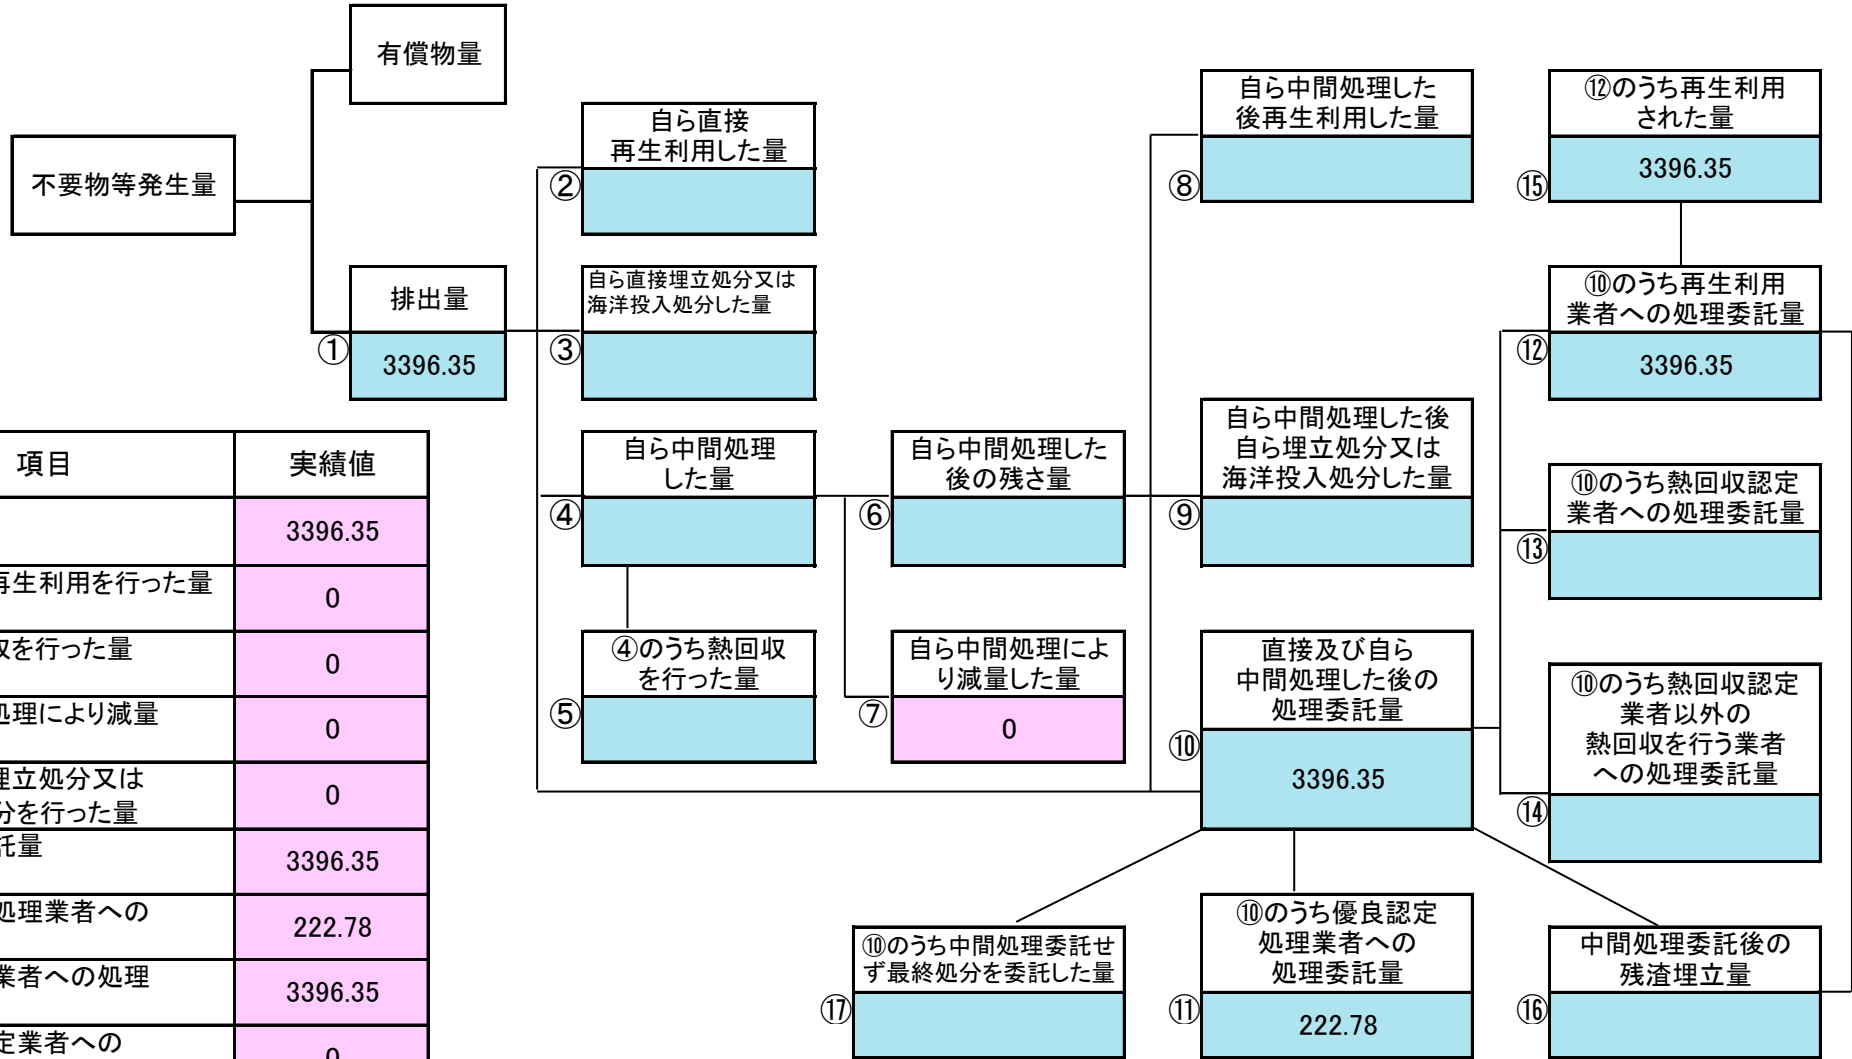 有償物量
不要物等発生量
排出量
①
3396.35
自ら直接
再生利用した量
②
自ら直接埋立処分又は
海洋投入処分した量
③
自ら中間処理
した量
④
④のうち熱回収
を行った量
⑤
自ら中間処理した
後の残さ量
⑥
自ら中間処理によ
り減量した量
⑦
0
自ら中間処理した
後再生利用した量
⑧
自ら中間処理した後
自ら埋立処分又は
海洋投入処分した量
⑨
直接及び自ら
中間処理した後の
処理委託量
⑩
3396.35
⑫のうち再生利用
された量
⑮
3396.35
⑩のうち再生利用
業者への処理委託量
⑫
3396.35
⑩のうち熱回収認定
業者への処理委託量
⑬
⑩のうち熱回収認定
業者以外の
熱回収を行う業者
への処理委託量
⑭
⑩のうち中間処理委託せ
ず最終処分を委託した量
⑰
⑩のうち優良認定
処理業者への
処理委託量
⑪
222.78
中間処理委託後の
残渣埋立量
⑯
項目 実績値
3396.35
再生利用を行った量 0
収を行った量 0
処理により減量 0
埋立処分又は
分を行った量 0
託量 3396.35
処理業者への 222.78
業者への処理 3396.35
定業者への 0